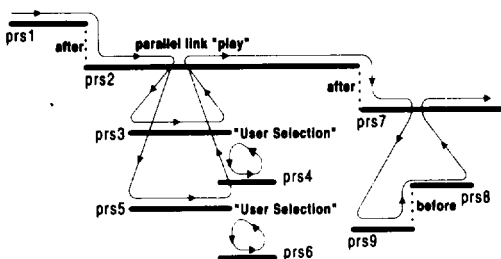 prs1
after
parallel link "play"
prs2
after
prs7
prs3
"User Selection"
prs4
prs5
"User Selection"
prs6
prs8
before
prs9